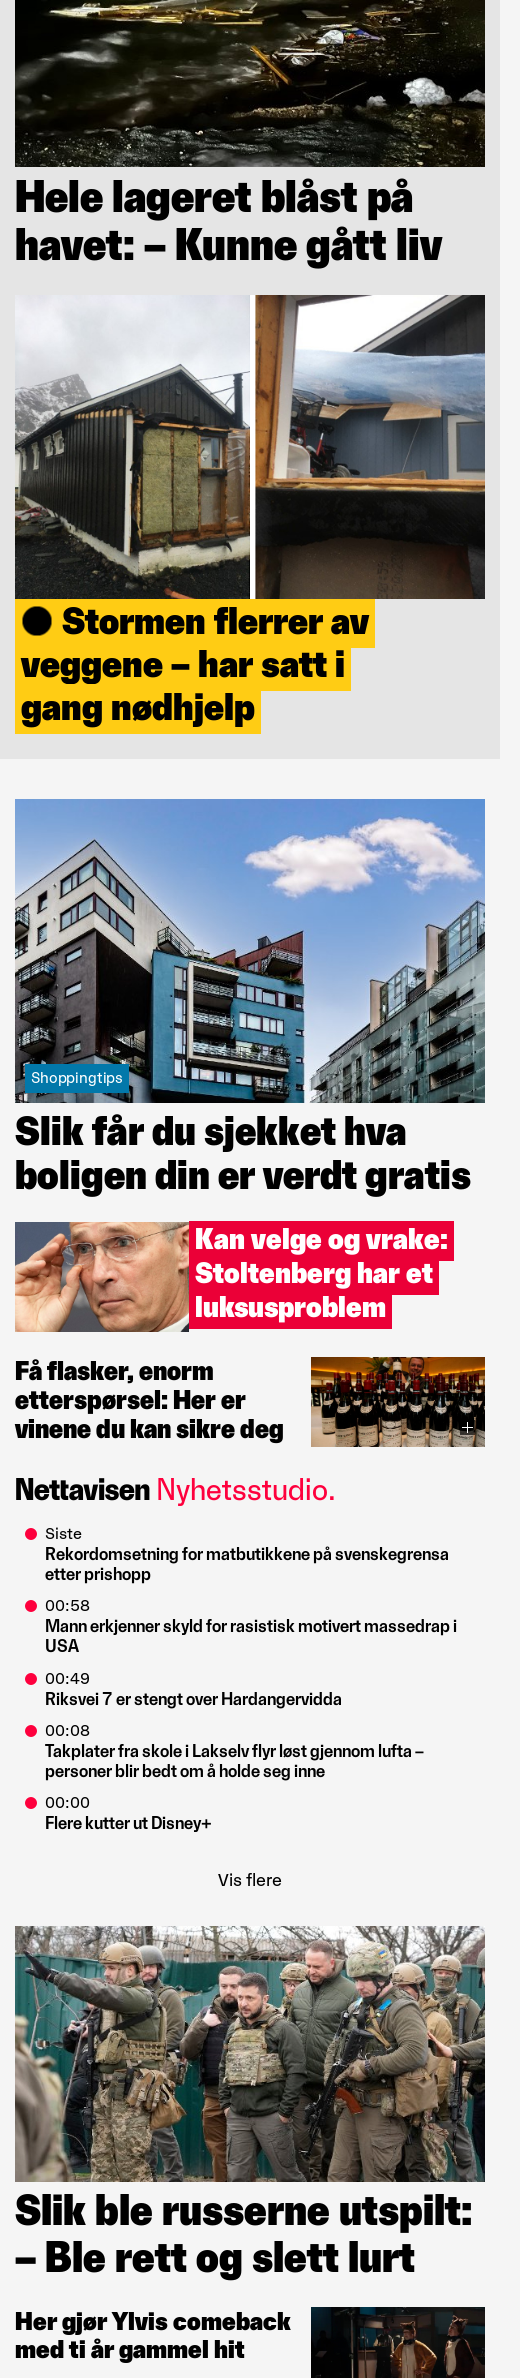 Hele lageret blåst på
havet: – Kunne gått liv
Stormen flerrer av
veggene – har satt i
gang nødhjelp
Shoppingtips
Slik får du sjekket hva
boligen din er verdt gratis
Kan velge og vrake:
Stoltenberg har et
luksusproblem
Få flasker, enorm
etterspørsel: Her er
vinene du kan sikre deg
Nettavisen Nyhetsstudio.
Siste
Rekordomsetning for matbutikkene på svenskegrensa
etter prishopp
00:58
Mann erkjenner skyld for rasistisk motivert massedrap i
USA
00:49
Riksvei 7 er stengt over Hardangervidda
00:08
Takplater fra skole i Lakselv flyr løst gjennom lufta –
personer blir bedt om å holde seg inne
00:00
Flere kutter ut Disney+
Vis flere
Slik ble russerne utspilt:
– Ble rett og slett lurt
Her gjør Ylvis comeback
med ti år gammel hit